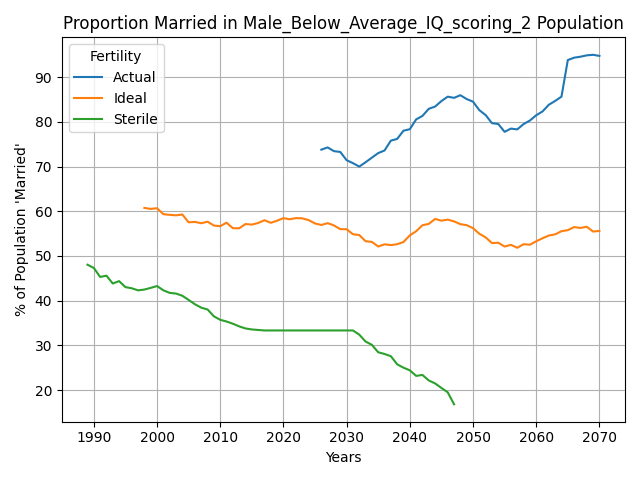 Proportion Married in Male_Below_Average_IQ_scoring_2 Population
Fertility
Actual
Ideal
Sterile
% of Population 'Married'
90
80
70
60
50
40
30
20
1990 2000 2010 2020 2030 2040 2050 2060 2070
Years